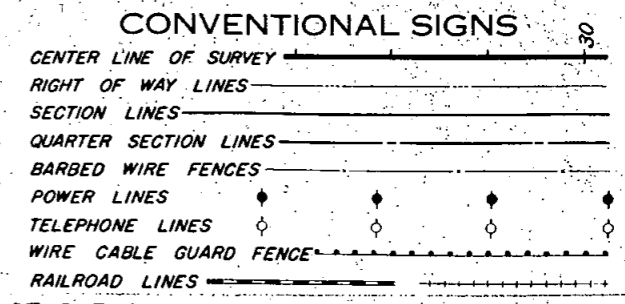 CONVENTIONAL SIGNS
30
CENTER LINE OF SURVEY
RIGHT OF WAY LINES
SECTION LINES
QUARTER SECTION LINES
BARBED WIRE FENCES
POWER LINES
TELEPHONE LINES
WIRE CABLE GUARD FENCE
RAILROAD LINES